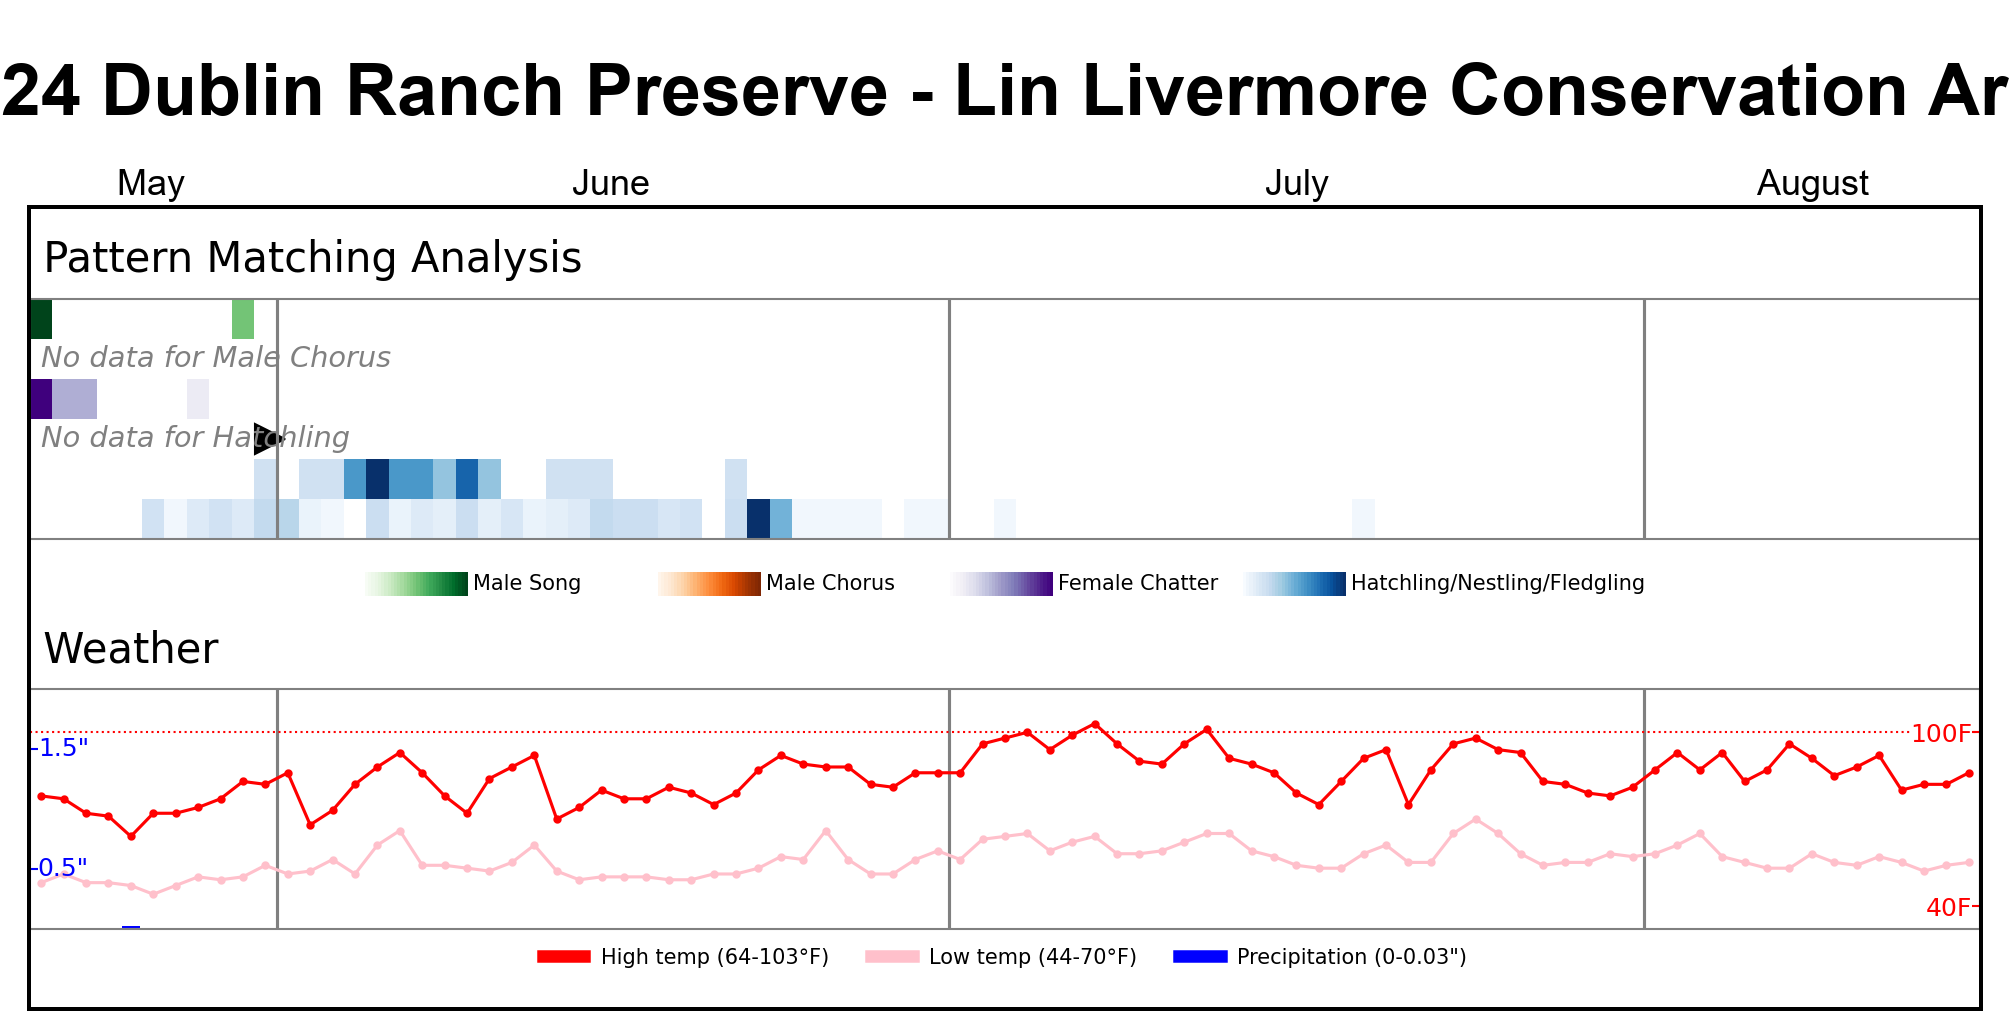 24 Dublin Ranch Preserve - Lin Livermore Conservation Ar
May June July August
Pattern Matching Analysis
No data for Male Chorus
No data for Hatchling
Male Song Male Chorus Female Chatter Hatchling/Nestling/Fledgling
Weather
1.5" 100F
0.5" 40F
High temp (64-103°F) Low temp (44-70°F) Precipitation (0-0.03")